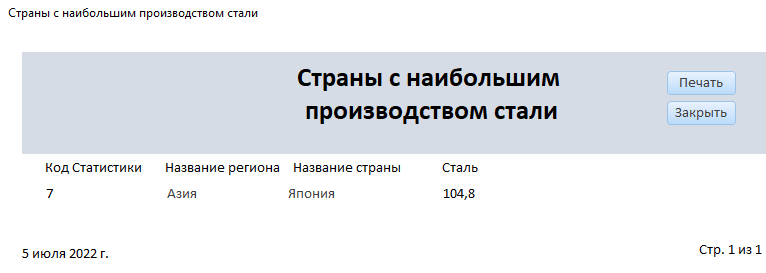 Страны с наибольшим производством стали
Страны с наибольшим
производством стали
Печать
Закрыть
Код Статистики Название региона Название страны Сталь
7 Азия Япония 104,8
5 июля 2022 г. Стр. 1 из 1